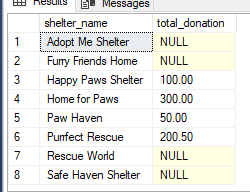 Results Messages
shelter_name total_donation
1 Adopt Me Shelter NULL
2 Furry Friends Home NULL
3 Happy Paws Shelter 100.00
4 Home for Paws 300.00
5 Paw Haven 50.00
6 Purrfect Rescue 200.50
7 Rescue World NULL
8 Safe Haven Shelter NULL